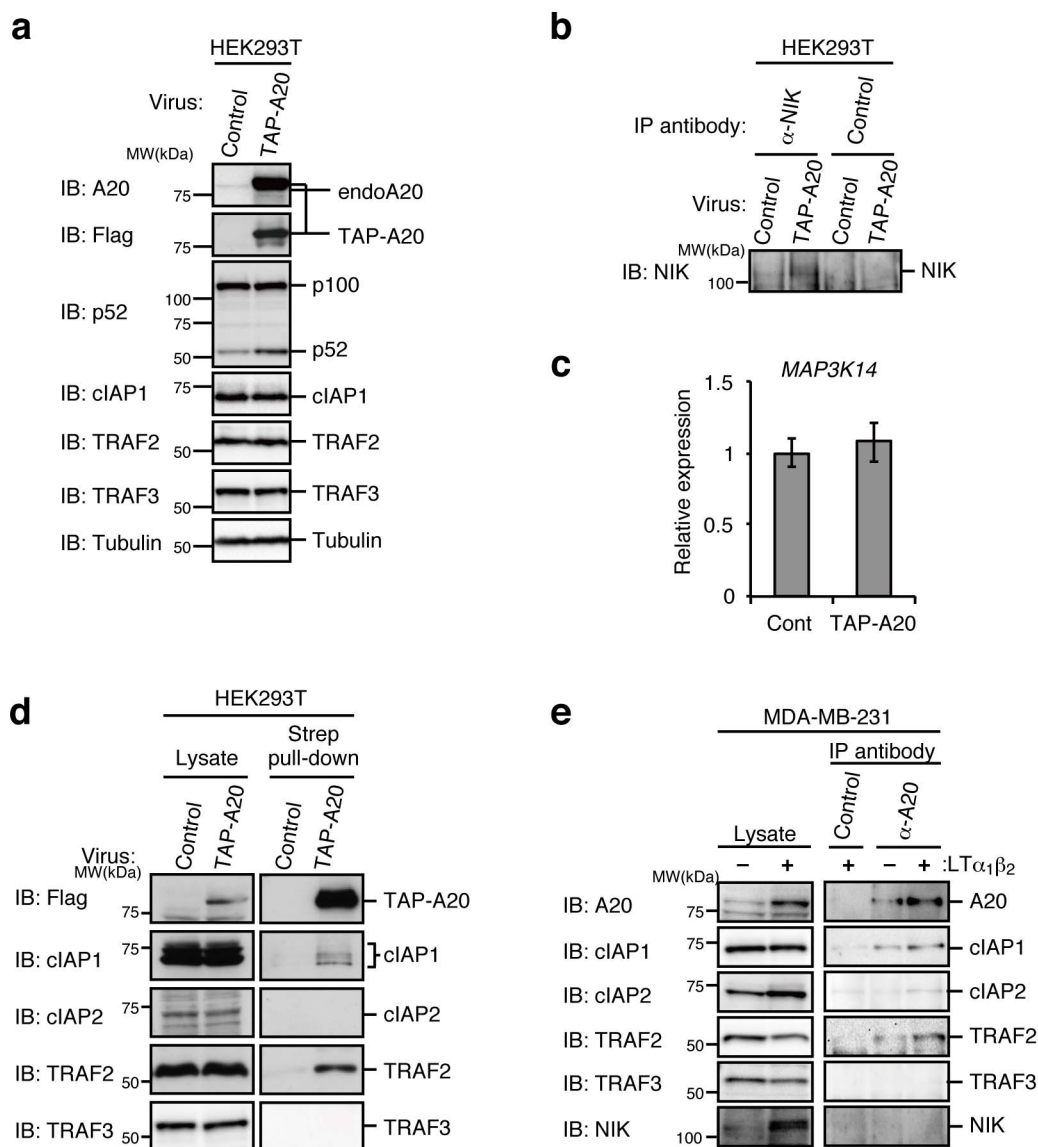 a
HEK293T
Virus:
Control
TAP-A20
MW(kDa)
IB: A20
75
endoA20
IB: Flag
75
TAP-A20
IB: p52
100
75
50
p100
p52
IB: cIAP1
75
cIAP1
IB: TRAF2
50
TRAF2
IB: TRAF3
50
TRAF3
IB: Tubulin
50
Tubulin
b
HEK293T
IP antibody:
α-NIK
Control
Virus:
Control
TAP-A20
Control
TAP-A20
MW(kDa)
IB: NIK
100
NIK
c
MAP3K14
Relative expression
1.5
1
0.5
0
Cont
TAP-A20
d
HEK293T
Lysate
Strep
pull-down
Virus:
Control
TAP-A20
Control
TAP-A20
MW(kDa)
IB: Flag
75
TAP-A20
IB: cIAP1
75
cIAP1
IB: cIAP2
75
cIAP2
IB: TRAF2
50
TRAF2
IB: TRAF3
50
TRAF3
e
MDA-MB-231
IP antibody
Lysate
Control
α-A20
– + + – + :LTα₁β₂
MW(kDa)
IB: A20
75
A20
IB: cIAP1
75
cIAP1
IB: cIAP2
75
cIAP2
IB: TRAF2
50
TRAF2
IB: TRAF3
50
TRAF3
IB: NIK
100
NIK